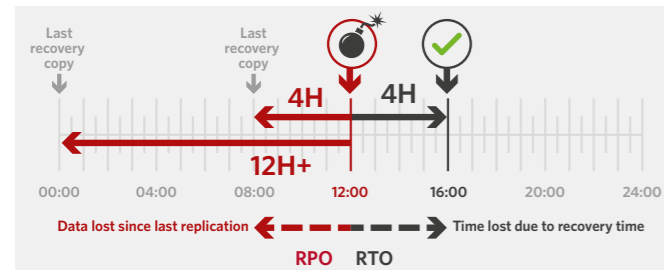 Last
recovery
copy
Last
recovery
copy
4H
4H
12H+
00:00
04:00
08:00
12:00
16:00
20:00
24:00
Data lost since last replication
Time lost due to recovery time
RPO
RTO